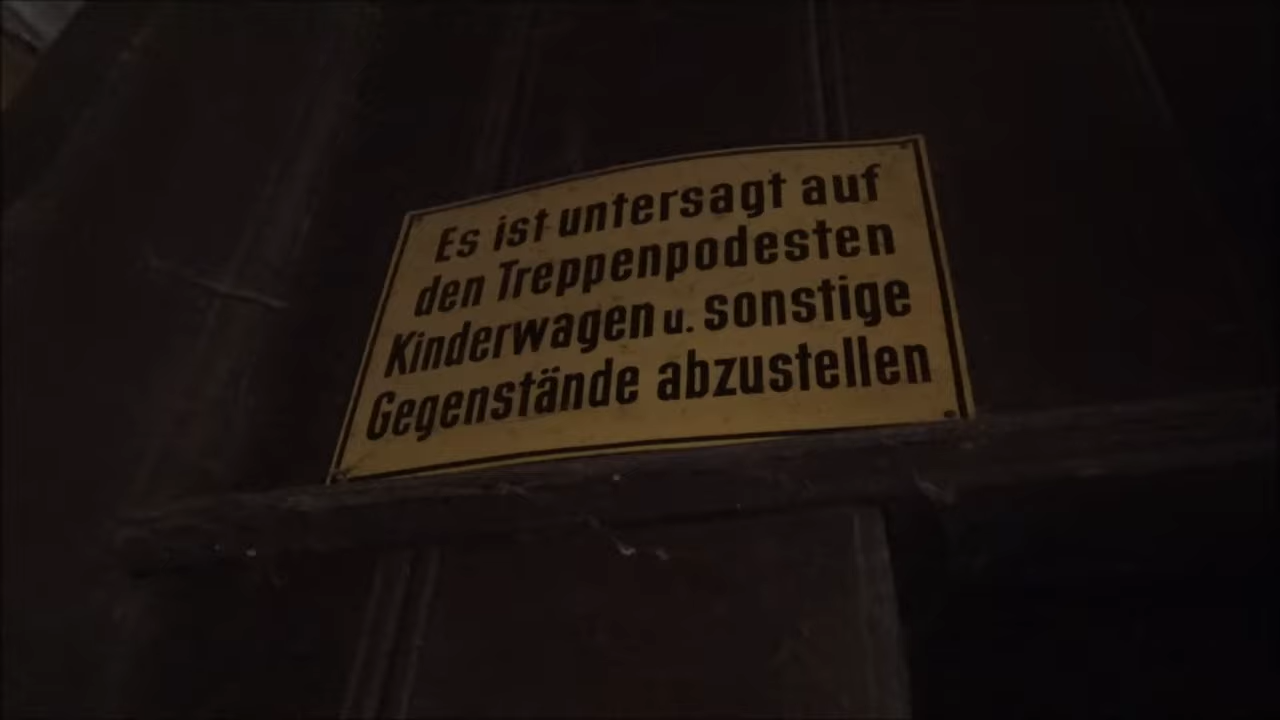 Es ist untersagt auf
den Treppenpodesten
Kinderwagen u. sonstige
Gegenstände abzustellen